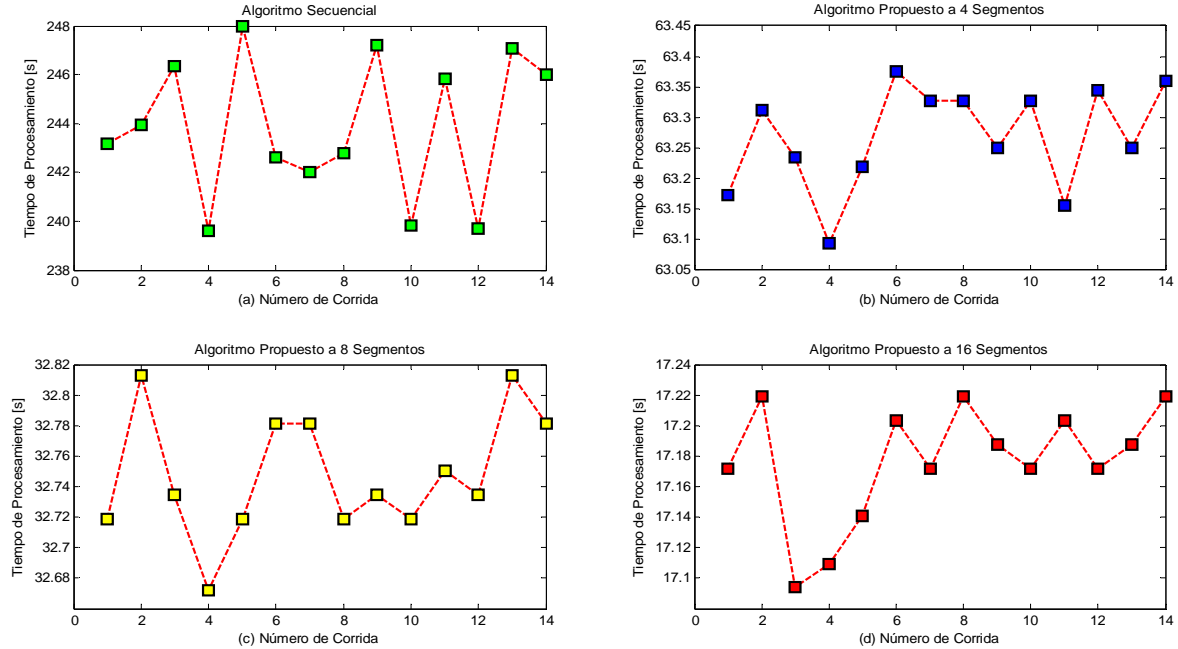 Algoritmo Secuencial
248
246
244
242
240
238
Tiempo de Procesamiento [s]
0 2 4 6 8 10 12 14
(a) Número de Corrida
Algoritmo Propuesto a 4 Segmentos
63.45
63.4
63.35
63.3
63.25
63.2
63.15
63.1
63.05
Tiempo de Procesamiento [s]
0 2 4 6 8 10 12 14
(b) Número de Corrida
Algoritmo Propuesto a 8 Segmentos
32.82
32.8
32.78
32.76
32.74
32.72
32.7
32.68
Tiempo de Procesamiento [s]
0 2 4 6 8 10 12 14
(c) Número de Corrida
Algoritmo Propuesto a 16 Segmentos
17.24
17.22
17.2
17.18
17.16
17.14
17.12
17.1
Tiempo de Procesamiento [s]
0 2 4 6 8 10 12 14
(d) Número de Corrida